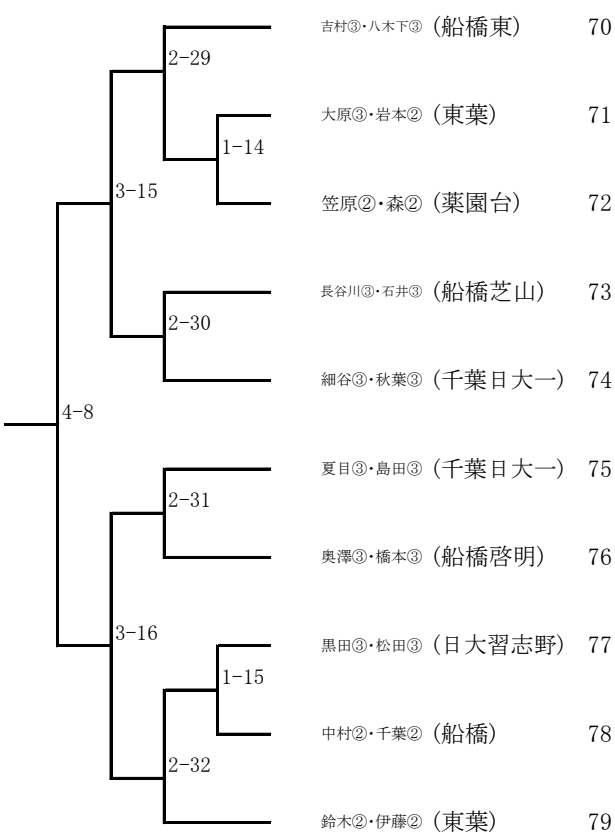 吉村③・八木下③ (船橋東) 70
2-29
大原③・岩本② (東葉) 71
1-14
3-15
笠原②・森② (薬園台) 72
長谷川③・石井③ (船橋芝山) 73
2-30
細谷③・秋葉③ (千葉日大一) 74
4-8
夏目③・島田③ (千葉日大一) 75
2-31
奥澤③・橋本③ (船橋啓明) 76
3-16
黒田③・松田③ (日大習志野) 77
1-15
中村②・千葉② (船橋) 78
2-32
鈴木②・伊藤② (東葉) 79